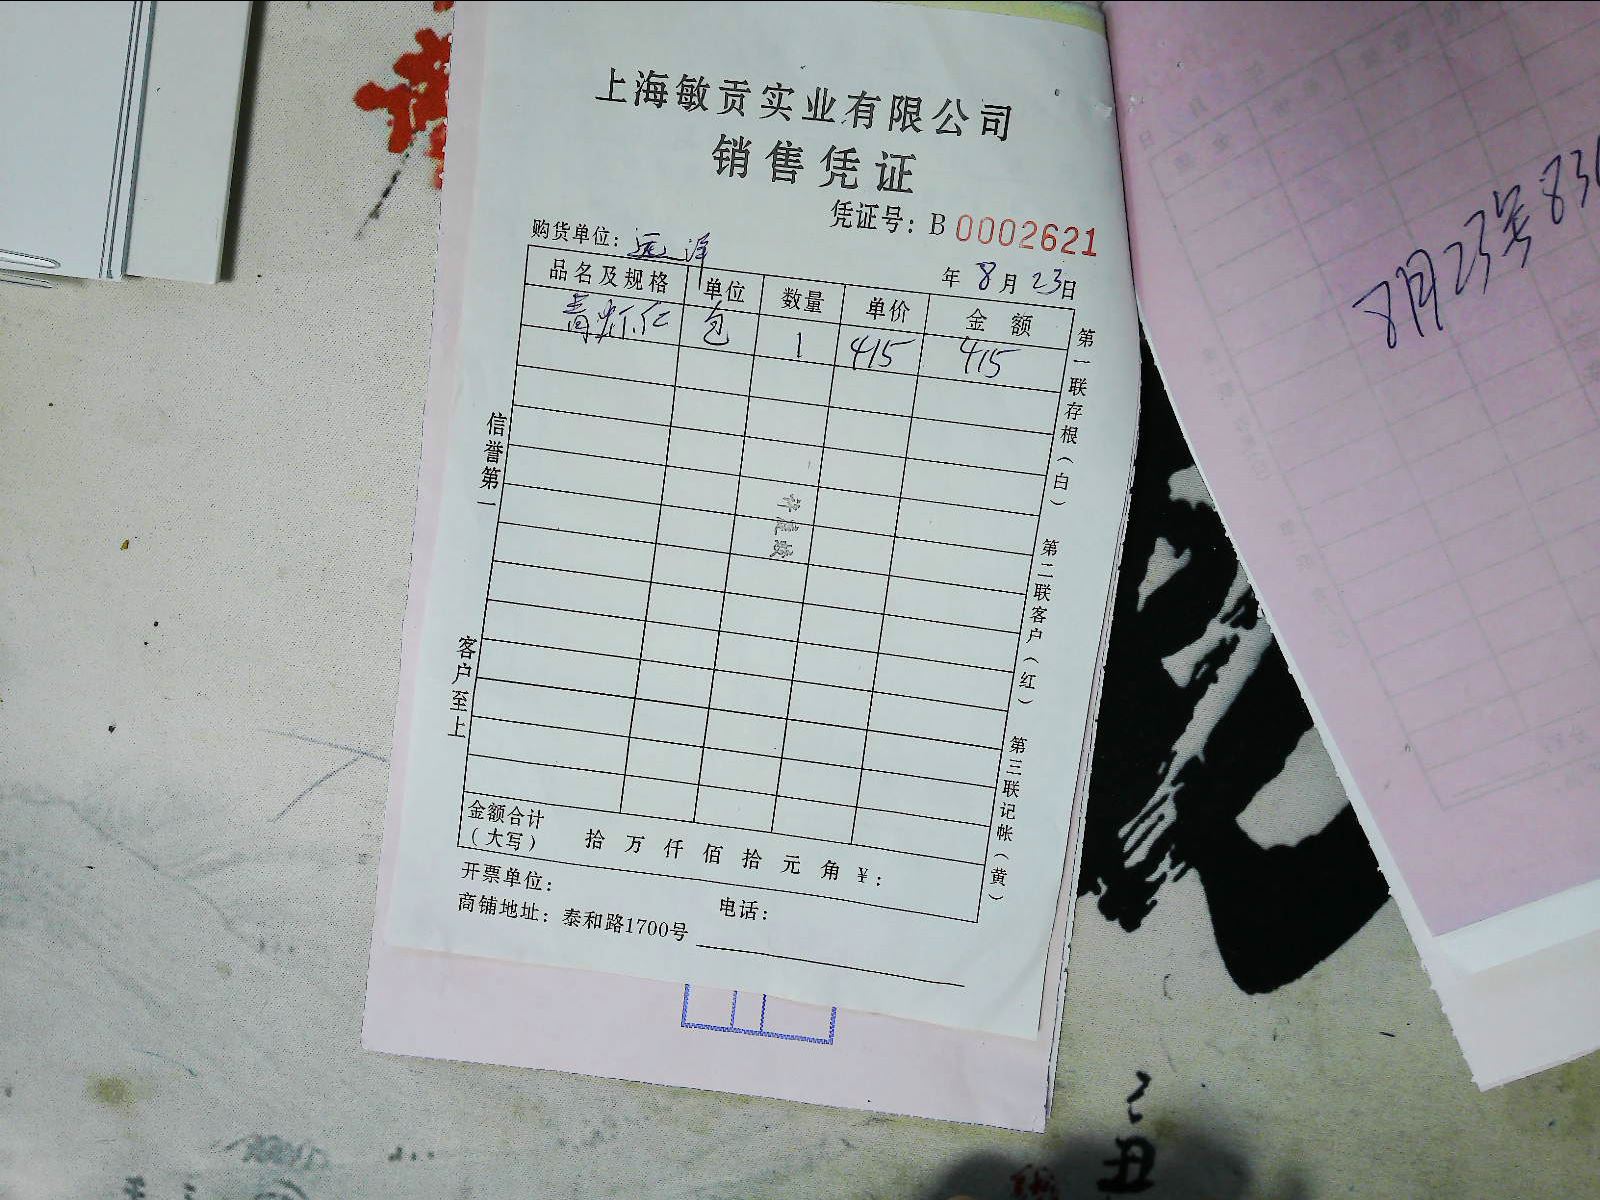 上海敏贡实业有限公司
销售凭证
凭证号：B 0002621
购货单位：远洋
年 8 月 23 日
品名及规格 单位 数量 单价 金额
青虾仁 包 1 415 415
信誉第一
客户至上
第一联存根（白）
第二联客户（红）
第三联记帐（黄）
金额合计
（大写） 拾 万 仟 佰 拾 元 角 ¥：
开票单位： 电话：
商铺地址：泰和路1700号
8月23号
丑